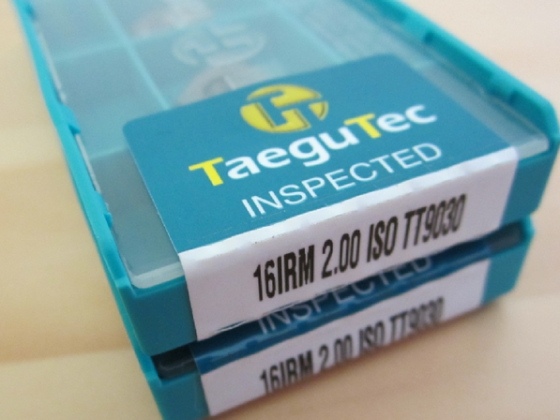 TaeguTec
INSPECTED
16IRM 2.00 ISO TT9030
INSPECTED
16IRM 2.00 ISO TT9030